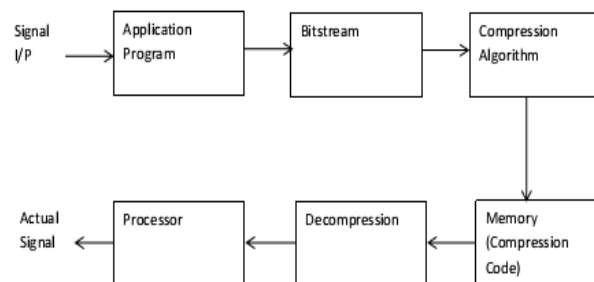 Signal
I/P
Application
Program
Bitstream
Compression
Algorithm
Actual
Signal
Processor
Decompression
Memory
(Compression
Code)